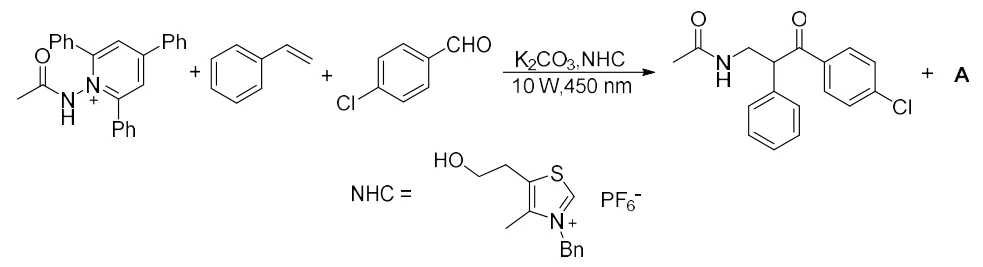 Ph
Ph
O
N
N
+
H
Ph
+
+
CHO
Cl
K₂CO₃,NHC
10 W,450 nm
O
O
N
H
Cl
+ A
NHC =
HO
S
N
+
Bn
PF₆⁻